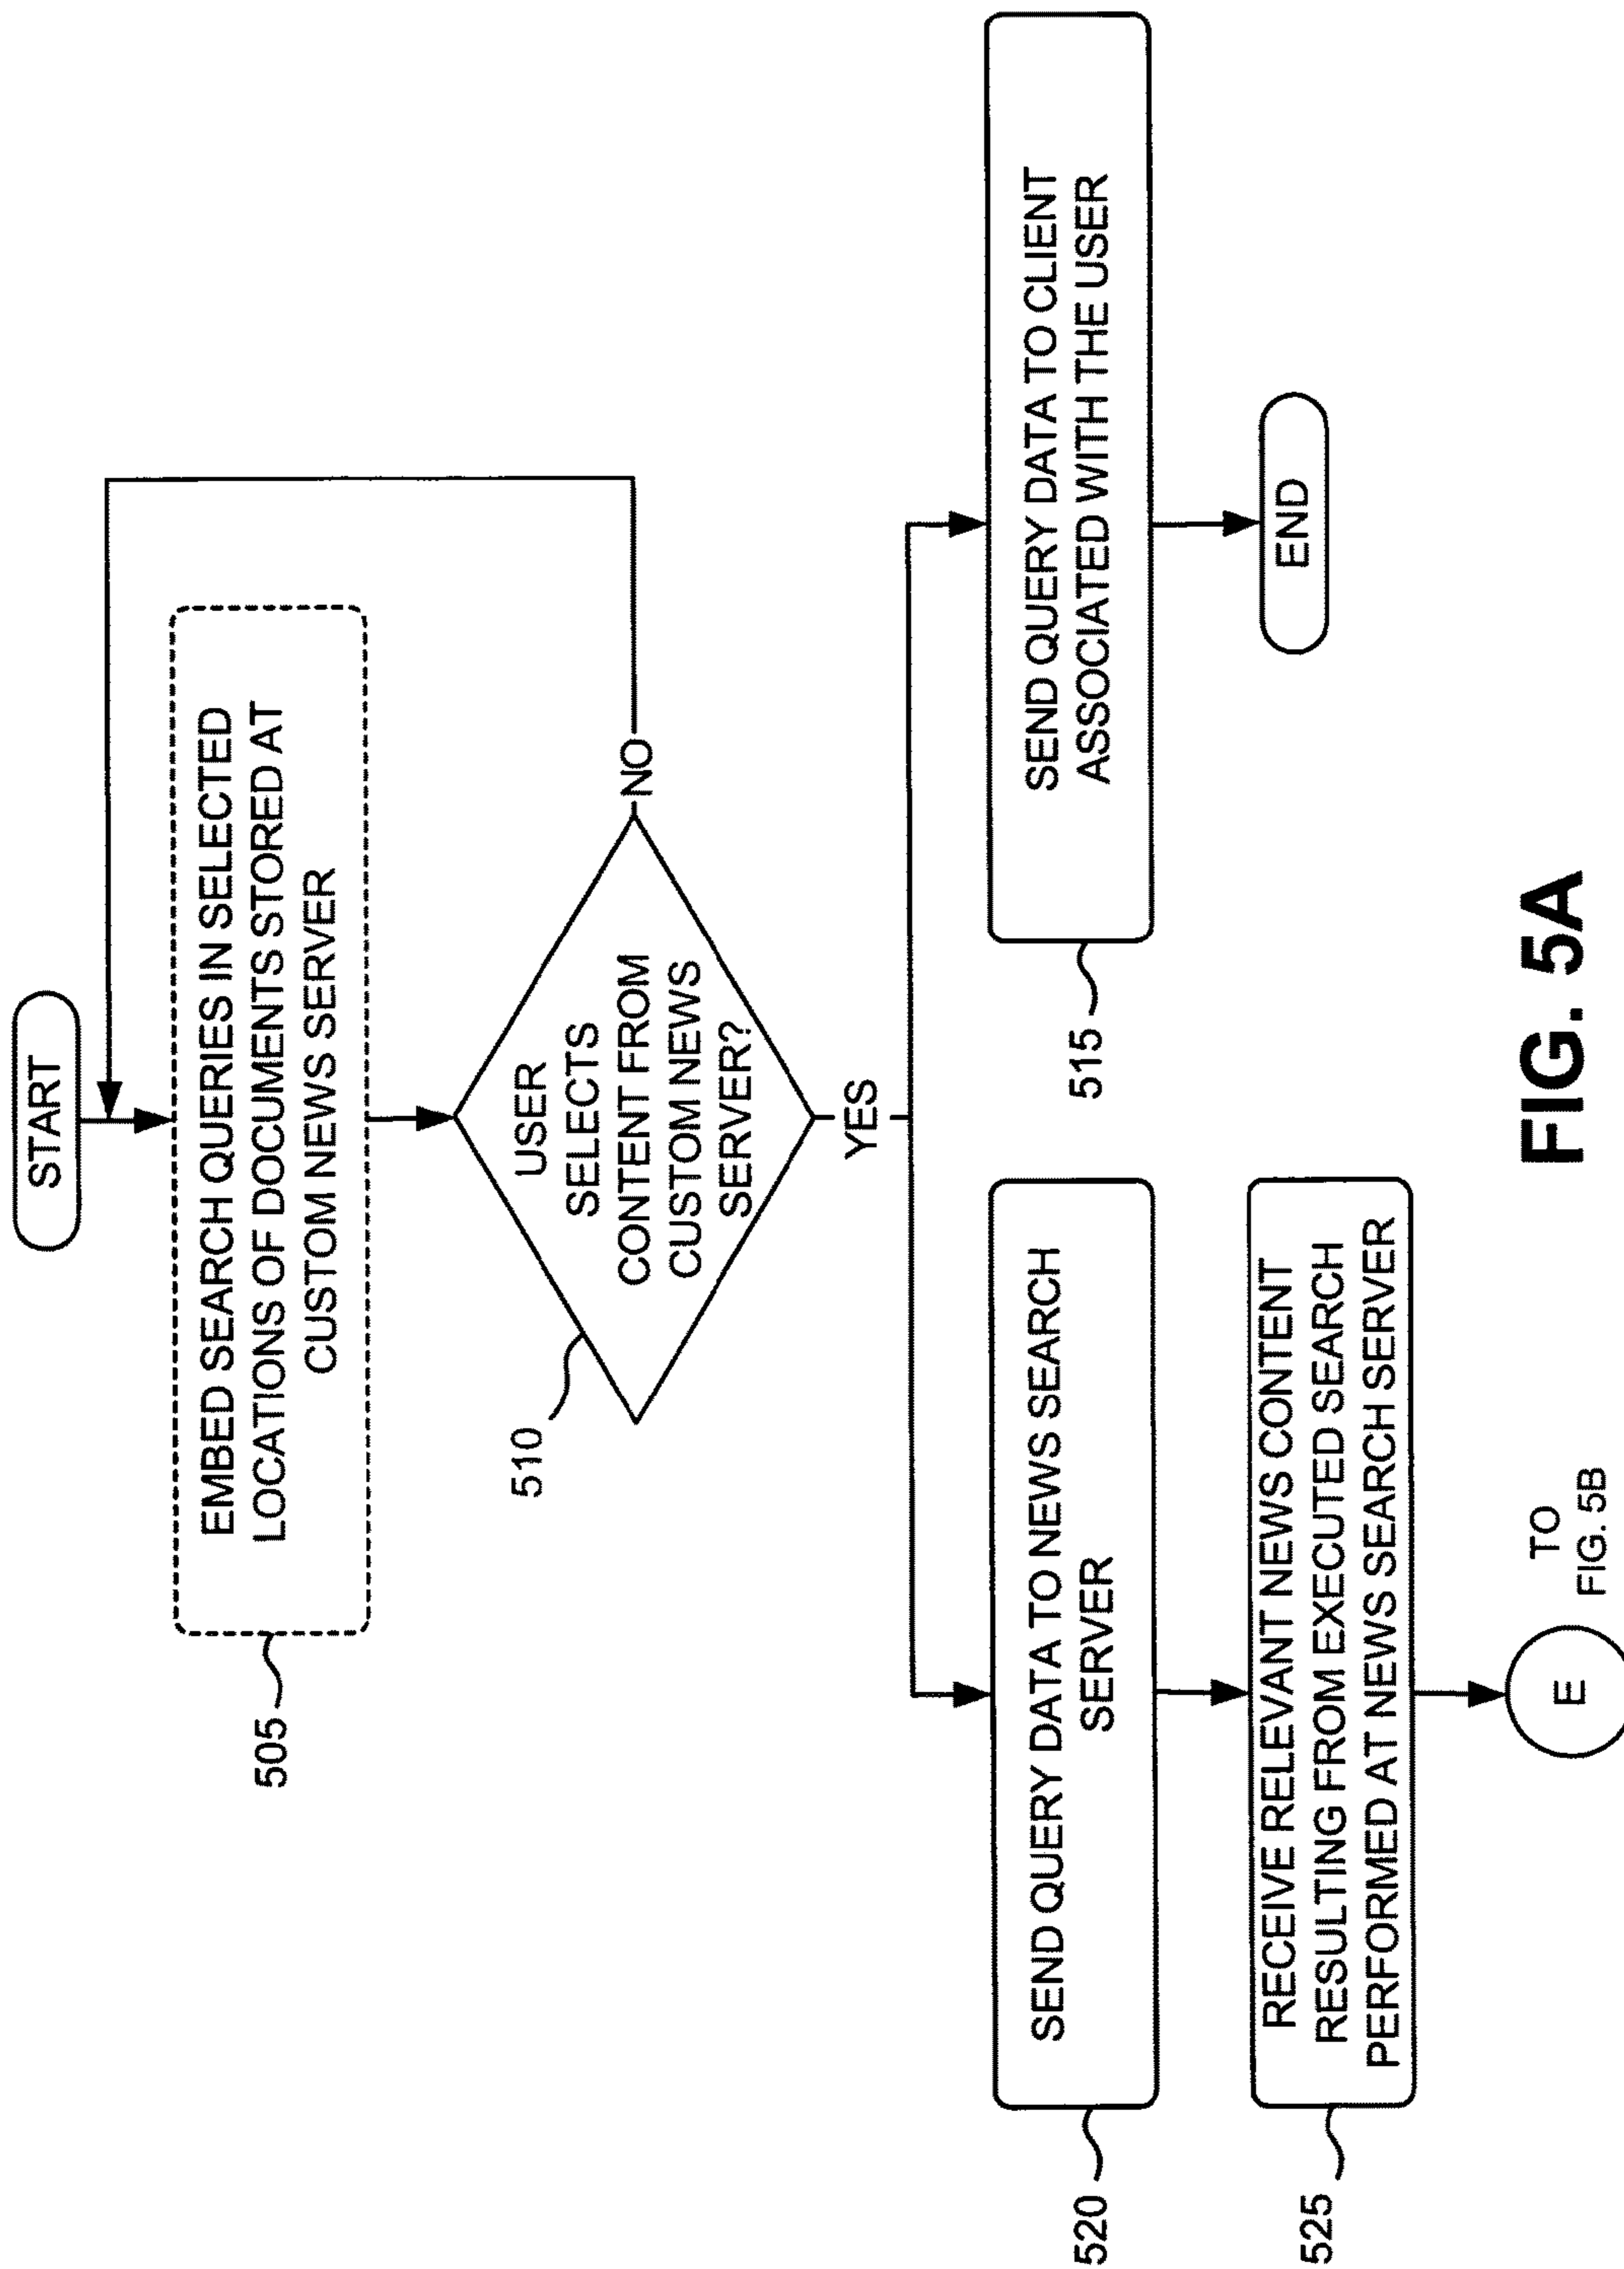 START
EMBED SEARCH QUERIES IN SELECTED
LOCATIONS OF DOCUMENTS STORED AT
CUSTOM NEWS SERVER
505
USER
SELECTS
CONTENT FROM
CUSTOM NEWS
SERVER?
510
NO
YES
SEND QUERY DATA TO NEWS SEARCH
SERVER
520
SEND QUERY DATA TO CLIENT
ASSOCIATED WITH THE USER
515
RECEIVE RELEVANT NEWS CONTENT
RESULTING FROM EXECUTED SEARCH
PERFORMED AT NEWS SEARCH SERVER
525
END
E
TO
FIG. 5B
FIG. 5A